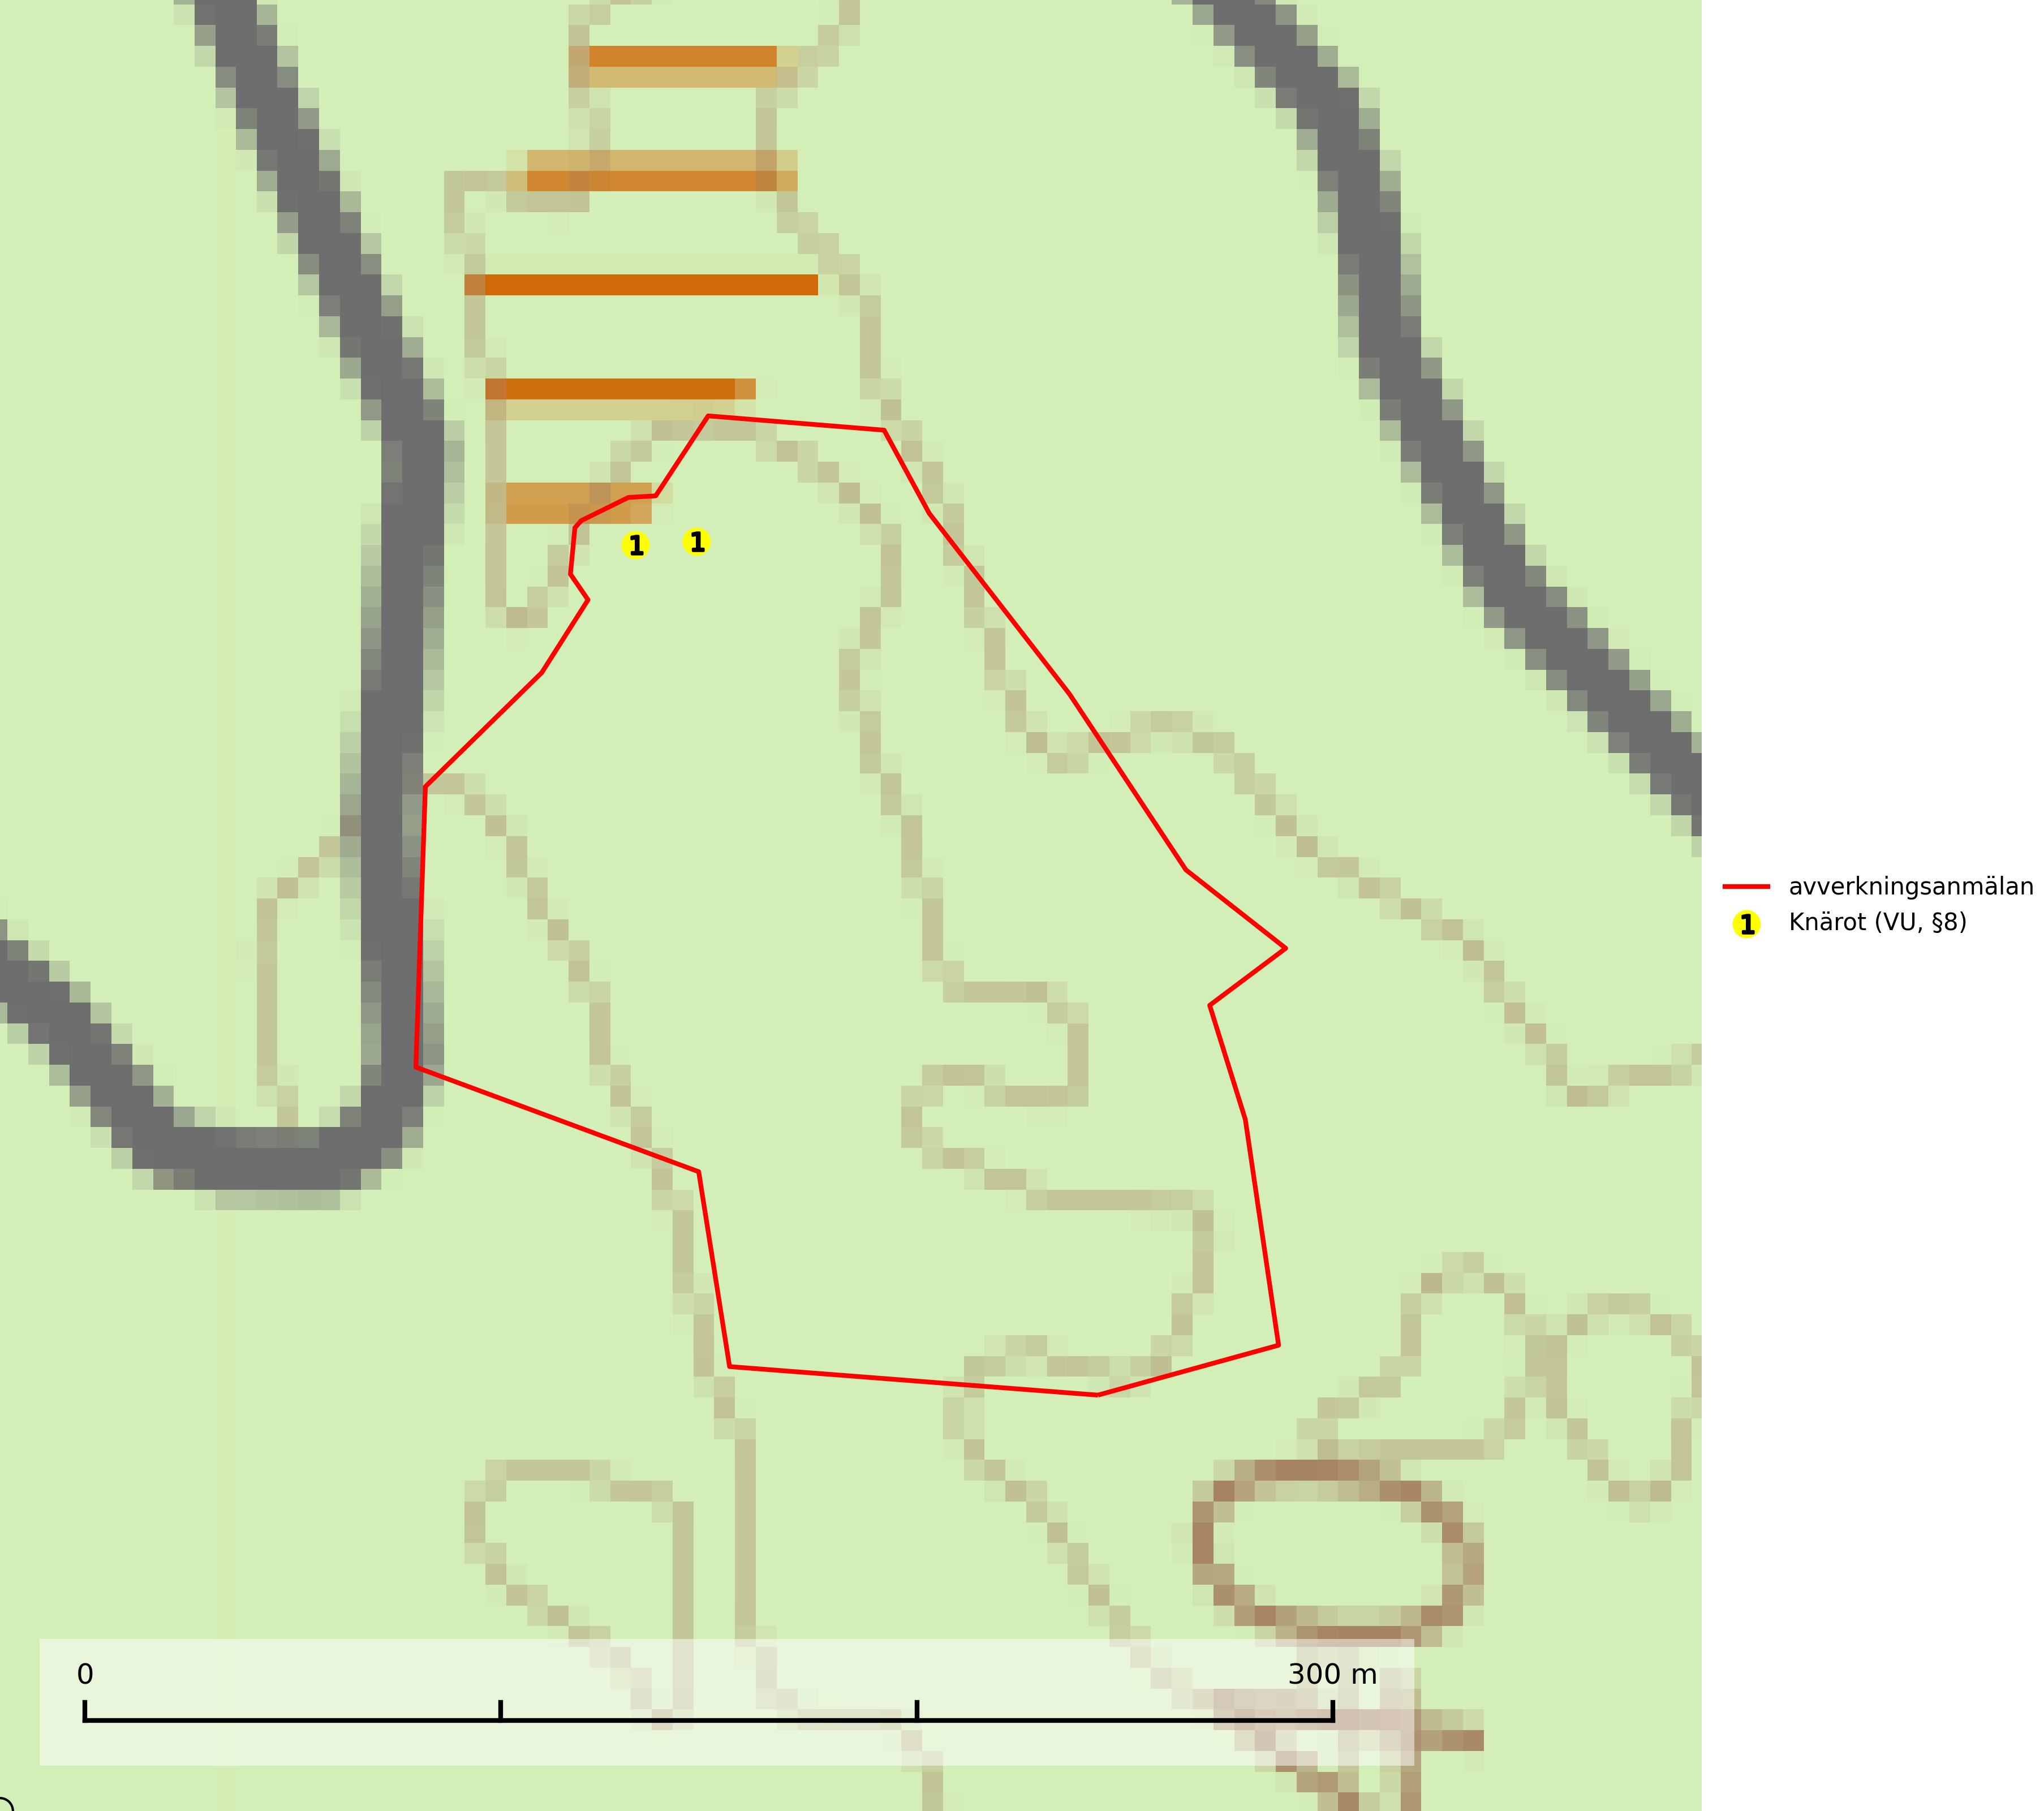 1 1
avverkningsanmälan
1 Knärot (VU, §8)
0 300 m